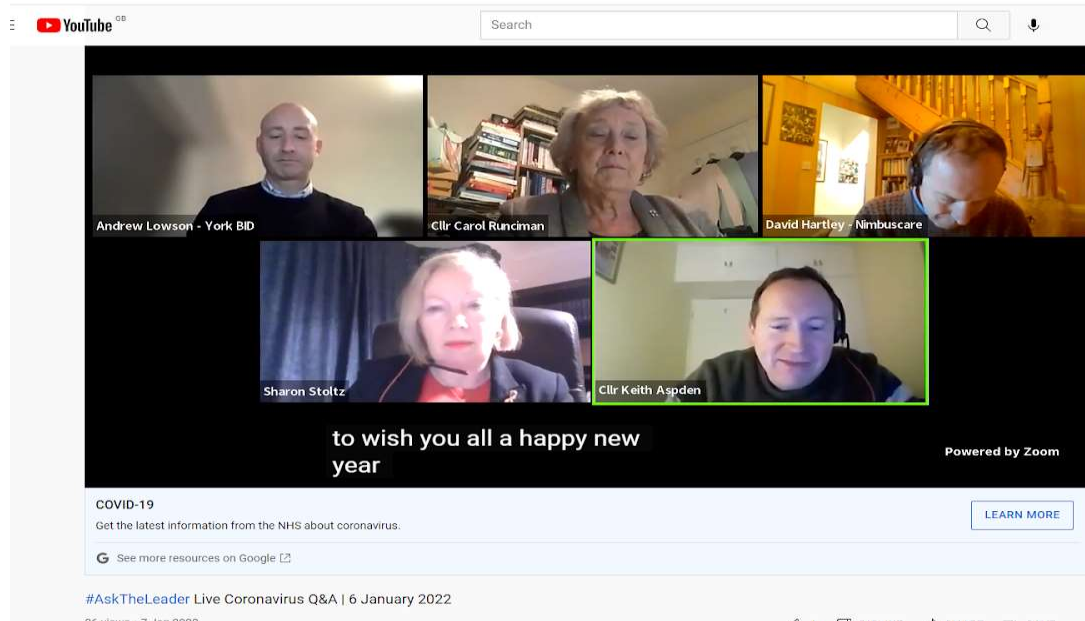 YouTube GB
Search
Andrew Lowson - York BID
Cllr Carol Runciman
David Hartley - Nimbuscare
Sharon Stoltz
Cllr Keith Aspden
to wish you all a happy new
year
Powered by Zoom
COVID-19
Get the latest information from the NHS about coronavirus.
LEARN MORE
G See more resources on Google
#AskTheLeader Live Coronavirus Q&A | 6 January 2022